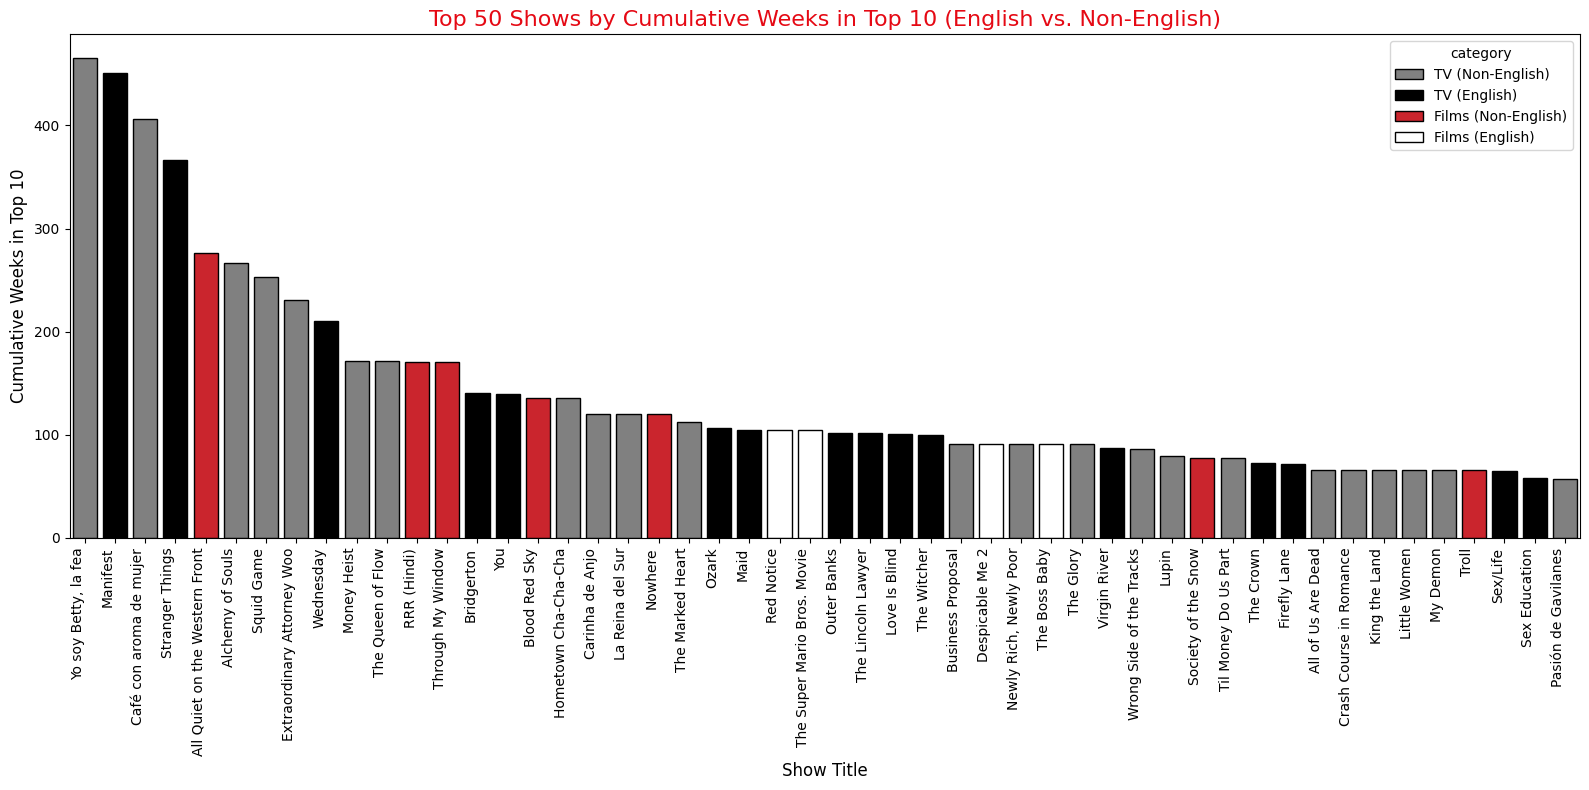 Top 50 Shows by Cumulative Weeks in Top 10 (English vs. Non-English)
category
TV (Non-English)
TV (English)
Films (Non-English)
Films (English)
Cumulative Weeks in Top 10
400
300
200
100
0
Yo soy Betty, la fea
Manifest
Café con aroma de mujer
Stranger Things
All Quiet on the Western Front
Alchemy of Souls
Squid Game
Extraordinary Attorney Woo
Wednesday
Money Heist
The Queen of Flow
RRR (Hindi)
Through My Window
Bridgerton
You
Blood Red Sky
Hometown Cha-Cha-Cha
Carinha de Anjo
La Reina del Sur
Nowhere
The Marked Heart
Ozark
Maid
Red Notice
The Super Mario Bros. Movie
Outer Banks
The Lincoln Lawyer
Love Is Blind
The Witcher
Business Proposal
Despicable Me 2
Newly Rich, Newly Poor
The Boss Baby
The Glory
Virgin River
Wrong Side of the Tracks
Lupin
Society of the Snow
Til Money Do Us Part
The Crown
Firefly Lane
All of Us Are Dead
Crash Course in Romance
King the Land
Little Women
My Demon
Troll
Sex/Life
Sex Education
Pasión de Gavilanes
Show Title